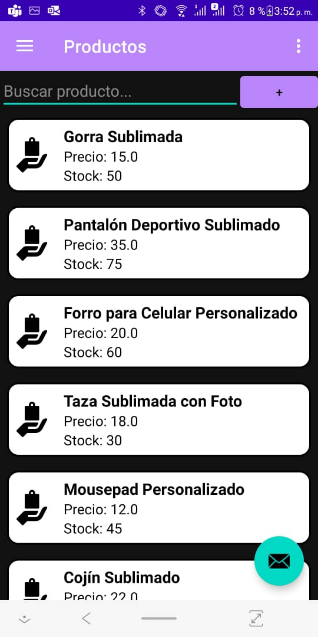 8 % 3:52 p. m.
Productos
Buscar producto...
+
Gorra Sublimada
Precio: 15.0
Stock: 50
Pantalón Deportivo Sublimado
Precio: 35.0
Stock: 75
Forro para Celular Personalizado
Precio: 20.0
Stock: 60
Taza Sublimada con Foto
Precio: 18.0
Stock: 30
Mousepad Personalizado
Precio: 12.0
Stock: 45
Cojín Sublimado
Precio: 22.0